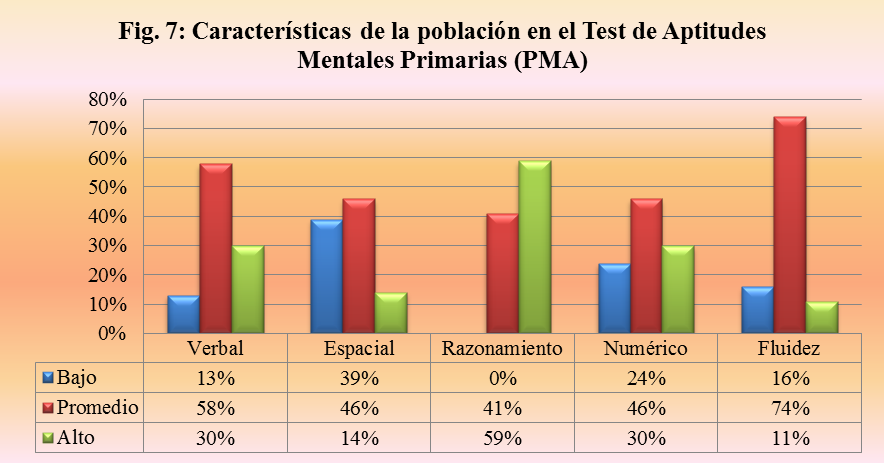 Fig. 7: Características de la población en el Test de Aptitudes
Mentales Primarias (PMA)
80%
70%
60%
50%
40%
30%
20%
10%
0%
Verbal Espacial Razonamiento Numérico Fluidez
Bajo 13% 39% 0% 24% 16%
Promedio 58% 46% 41% 46% 74%
Alto 30% 14% 59% 30% 11%